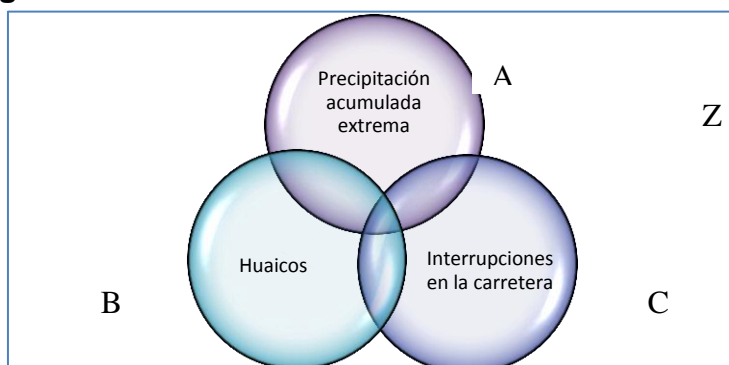 Precipitación
acumulada
extrema
A
Z
Huaicos
Interrupciones
en la carretera
B
C